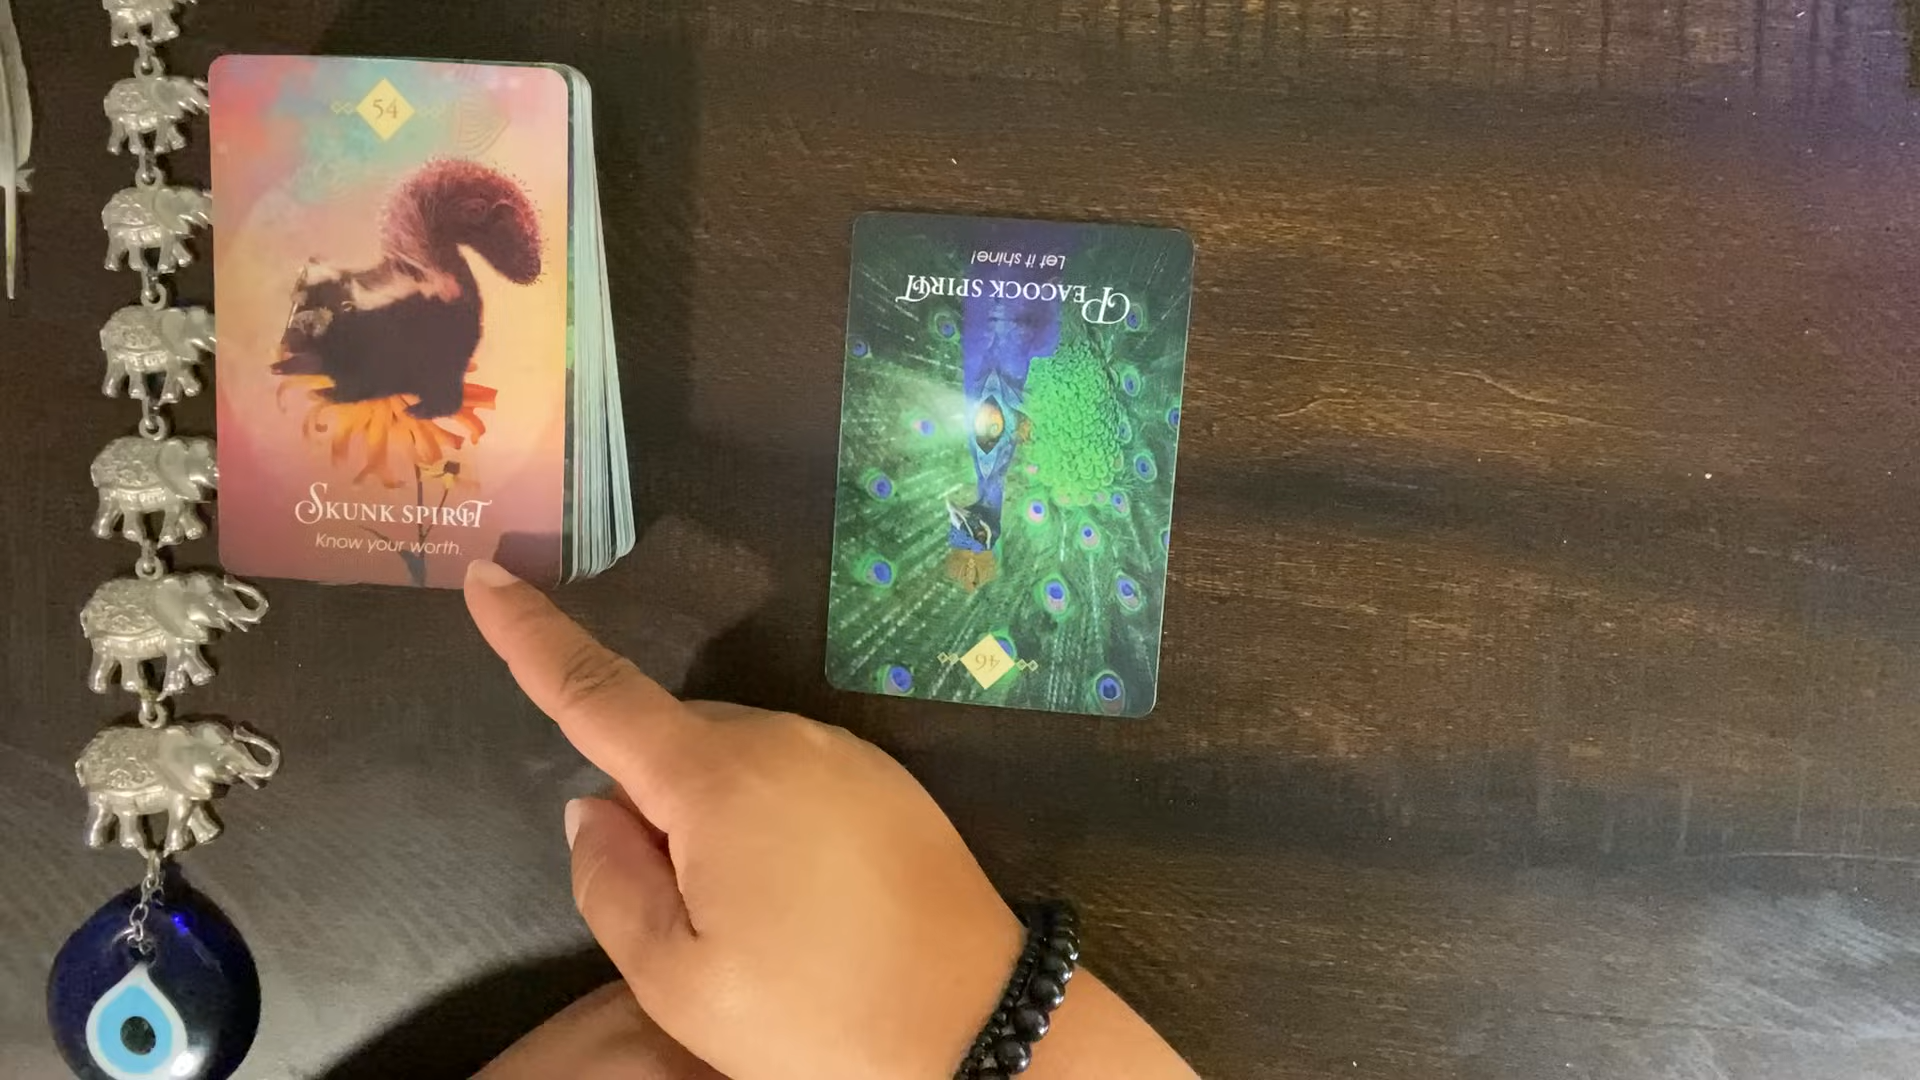 54
SKUNK SPIRIT
Know your worth.
46
PEACOCK SPIRIT
Let it shine!